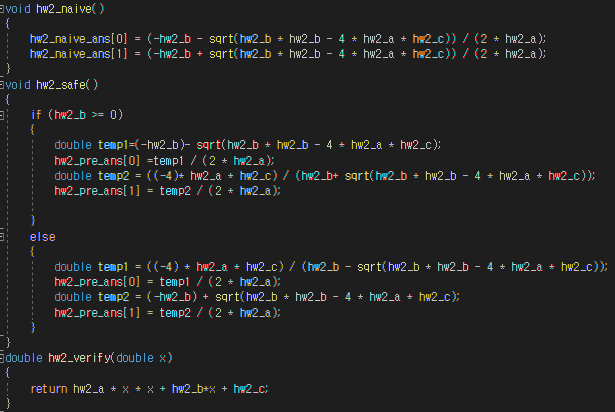 void hw2_naive()
{
hw2_naive_ans[0] = (-hw2_b - sqrt(hw2_b * hw2_b - 4 * hw2_a * hw2_c)) / (2 * hw2_a);
hw2_naive_ans[1] = (-hw2_b + sqrt(hw2_b * hw2_b - 4 * hw2_a * hw2_c)) / (2 * hw2_a);
}
void hw2_safe()
{
if (hw2_b >= 0)
{
double temp1=(-hw2_b)- sqrt(hw2_b * hw2_b - 4 * hw2_a * hw2_c);
hw2_pre_ans[0] =temp1 / (2 * hw2_a);
double temp2 = ((-4)* hw2_a * hw2_c) / (hw2_b+ sqrt(hw2_b * hw2_b - 4 * hw2_a * hw2_c));
hw2_pre_ans[1] = temp2 / (2 * hw2_a);
}
else
{
double temp1 = ((-4) * hw2_a * hw2_c) / (hw2_b - sqrt(hw2_b * hw2_b - 4 * hw2_a * hw2_c));
hw2_pre_ans[0] = temp1 / (2 * hw2_a);
double temp2 = (-hw2_b) + sqrt(hw2_b * hw2_b - 4 * hw2_a * hw2_c);
hw2_pre_ans[1] = temp2 / (2 * hw2_a);
}
}
double hw2_verify(double x)
{
return hw2_a * x * x + hw2_b*x + hw2_c;
}